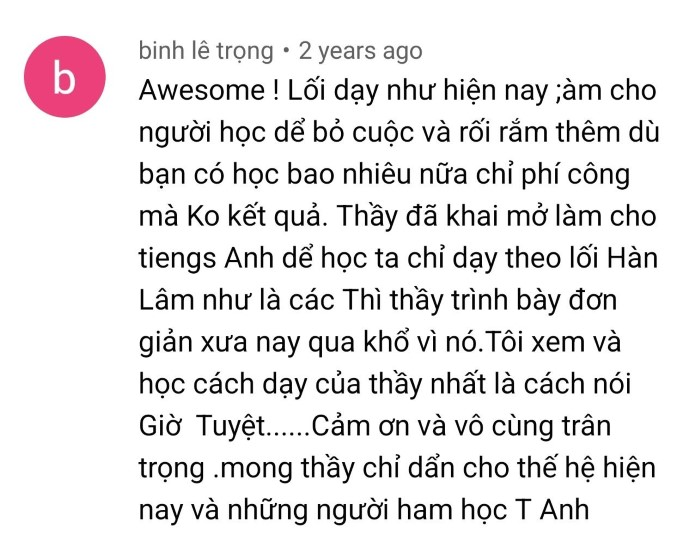 b
binh lê trọng • 2 years ago
Awesome ! Lối dạy như hiện nay ;àm cho
người học dể bỏ cuộc và rối rắm thêm dù
bạn có học bao nhiêu nữa chỉ phí công
mà Ko kết quả. Thầy đã khai mở làm cho
tiengs Anh dể học ta chỉ dạy theo lối Hàn
Lâm như là các Thì thầy trình bày đơn
giản xưa nay qua khổ vì nó.Tôi xem và
học cách dạy của thầy nhất là cách nói
Giờ  Tuyệt......Cảm ơn và vô cùng trân
trọng .mong thầy chỉ dẩn cho thế hệ hiện
nay và những người ham học T Anh